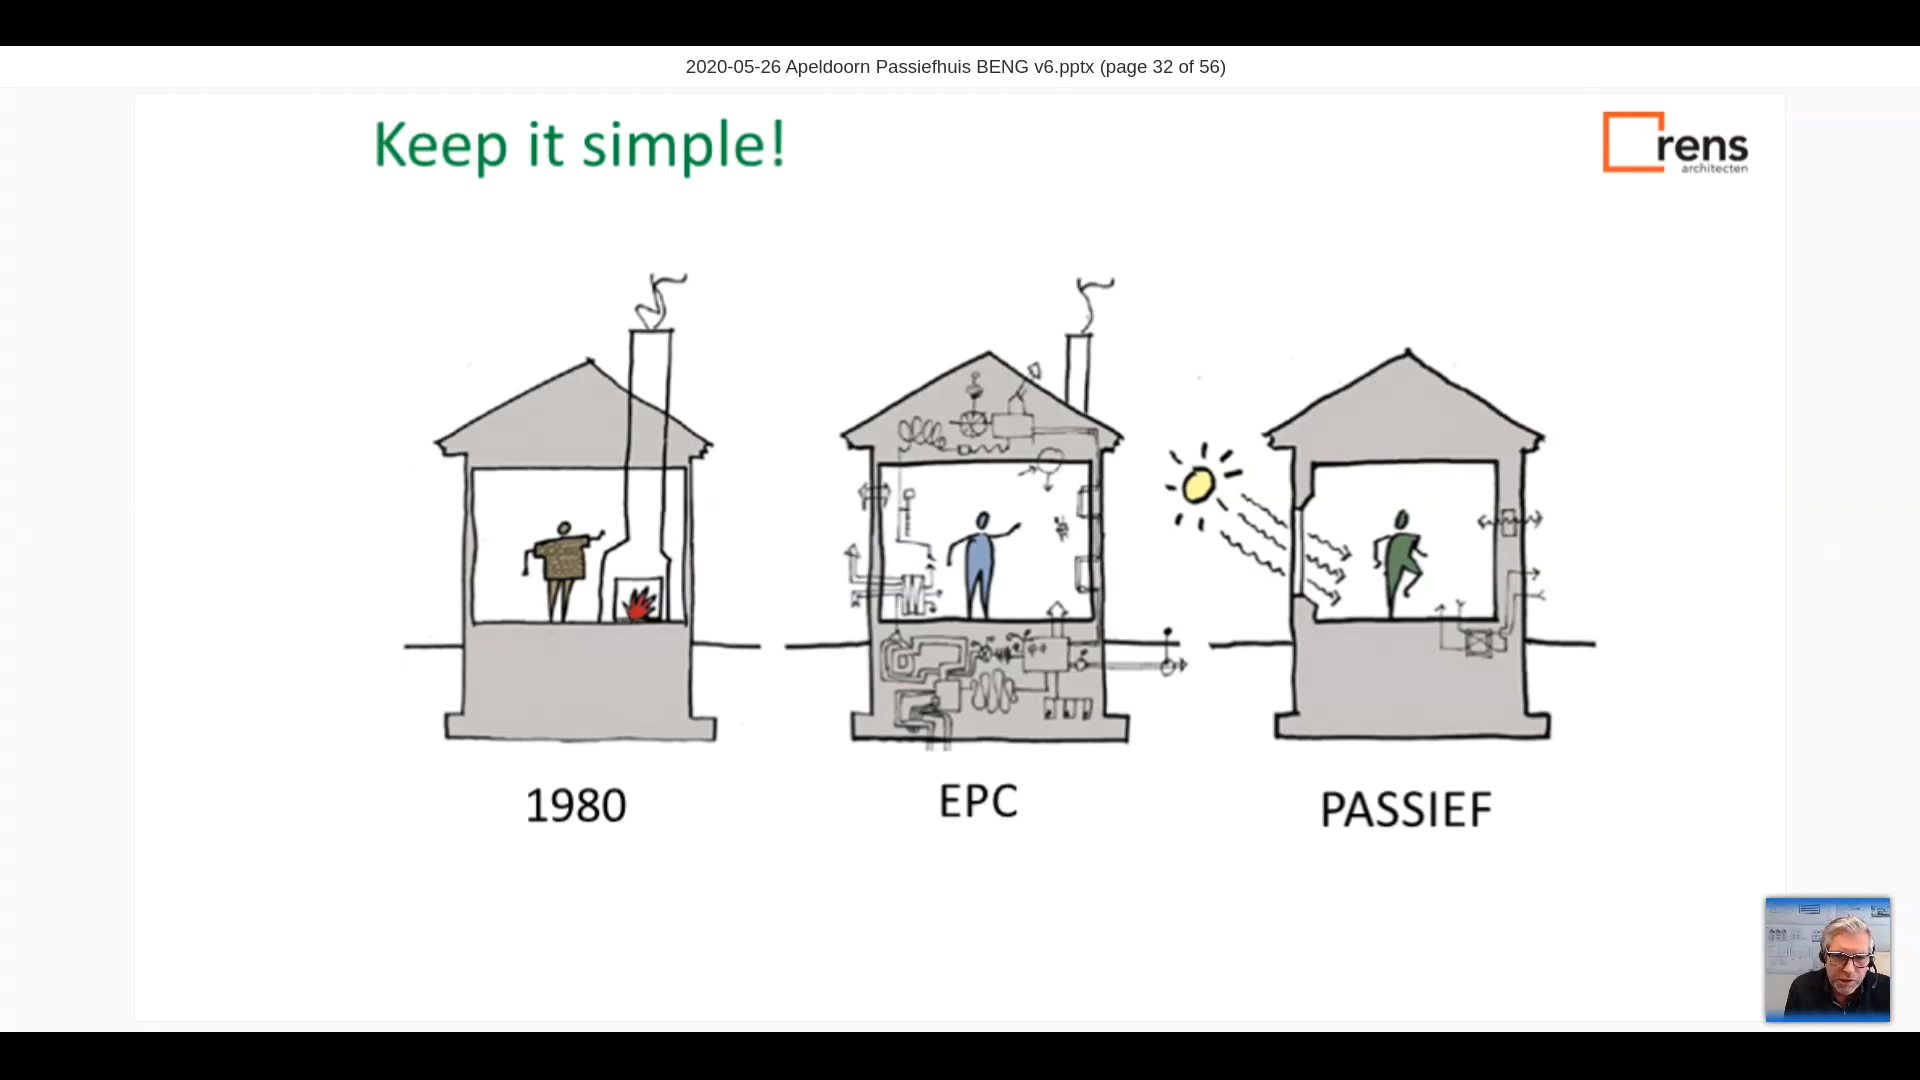 2020-05-26 Apeldoorn Passiefhuis BENG v6.pptx (page 32 of 56)
Keep it simple!
rens
architecten
1980
EPC
PASSIEF